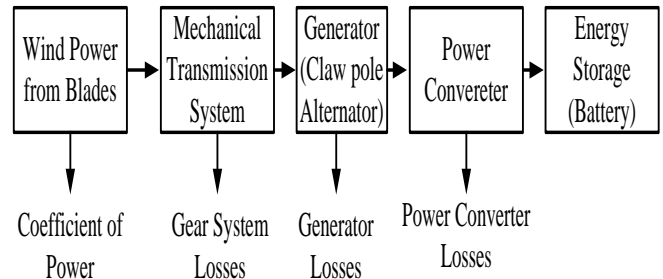 Wind Power
from Blades
Mechanical
Transmission
System
Generator
(Claw pole
Alternator)
Power
Convereter
Energy
Storage
(Battery)
Coefficient of
Power
Gear System
Losses
Generator
Losses
Power Converter
Losses